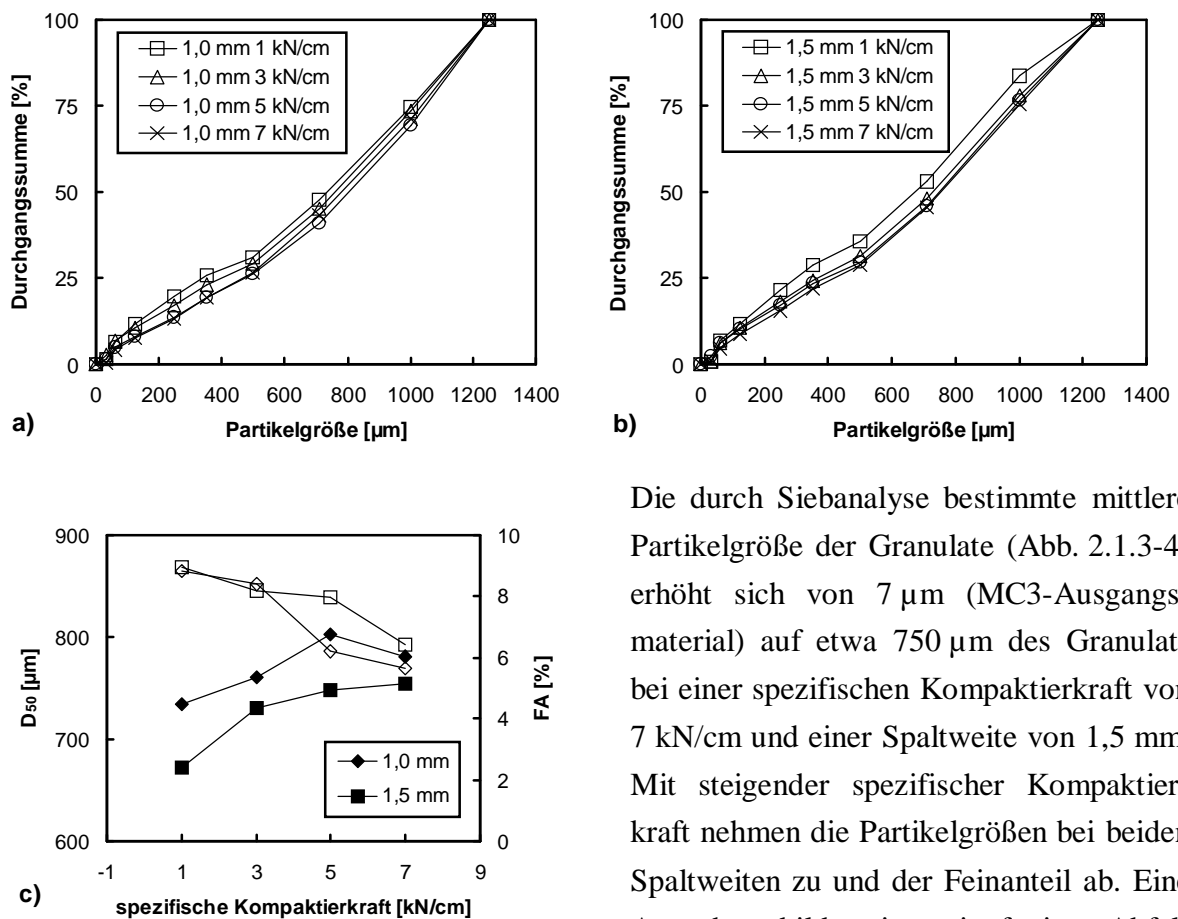 100
75
50
25
0
Durchgangssumme [%]
1,0 mm 1 kN/cm
1,0 mm 3 kN/cm
1,0 mm 5 kN/cm
1,0 mm 7 kN/cm
0 200 400 600 800 1000 1200 1400
Partikelgröße [µm]
a)
100
75
50
25
0
Durchgangssumme [%]
1,5 mm 1 kN/cm
1,5 mm 3 kN/cm
1,5 mm 5 kN/cm
1,5 mm 7 kN/cm
0 200 400 600 800 1000 1200 1400
Partikelgröße [µm]
b)
900
800
700
600
D50 [µm]
10
8
6
4
2
0
FA [%]
1,0 mm
1,5 mm
-1 1 3 5 7 9
spezifische Kompaktierkraft [kN/cm]
c)
Die durch Siebanalyse bestimmte mittlere
Partikelgröße der Granulate (Abb. 2.1.3-4
erhöht sich von 7 µm (MC3-Ausgangs
material) auf etwa 750 µm des Granulat
bei einer spezifischen Kompaktierkraft von
7 kN/cm und einer Spaltweite von 1,5 mm
Mit steigender spezifischer Kompaktier
kraft nehmen die Partikelgrößen bei beiden
Spaltweiten zu und der Feinanteil ab. Eine